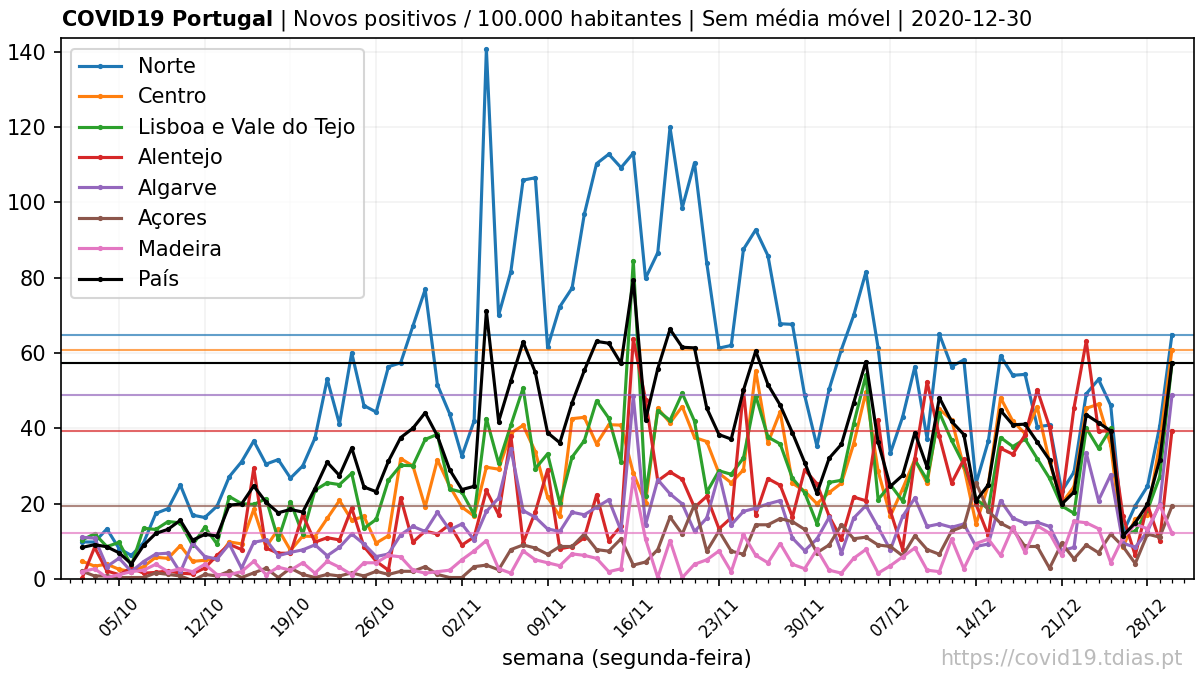 COVID19 Portugal | Novos positivos / 100.000 habitantes | Sem média móvel | 2020-12-30
140
120
100
80
60
40
20
0
Norte
Centro
Lisboa e Vale do Tejo
Alentejo
Algarve
Açores
Madeira
País
05/10
12/10
19/10
26/10
02/11
09/11
16/11
23/11
30/11
07/12
14/12
21/12
28/12
semana (segunda-feira)
https://covid19.tdias.pt